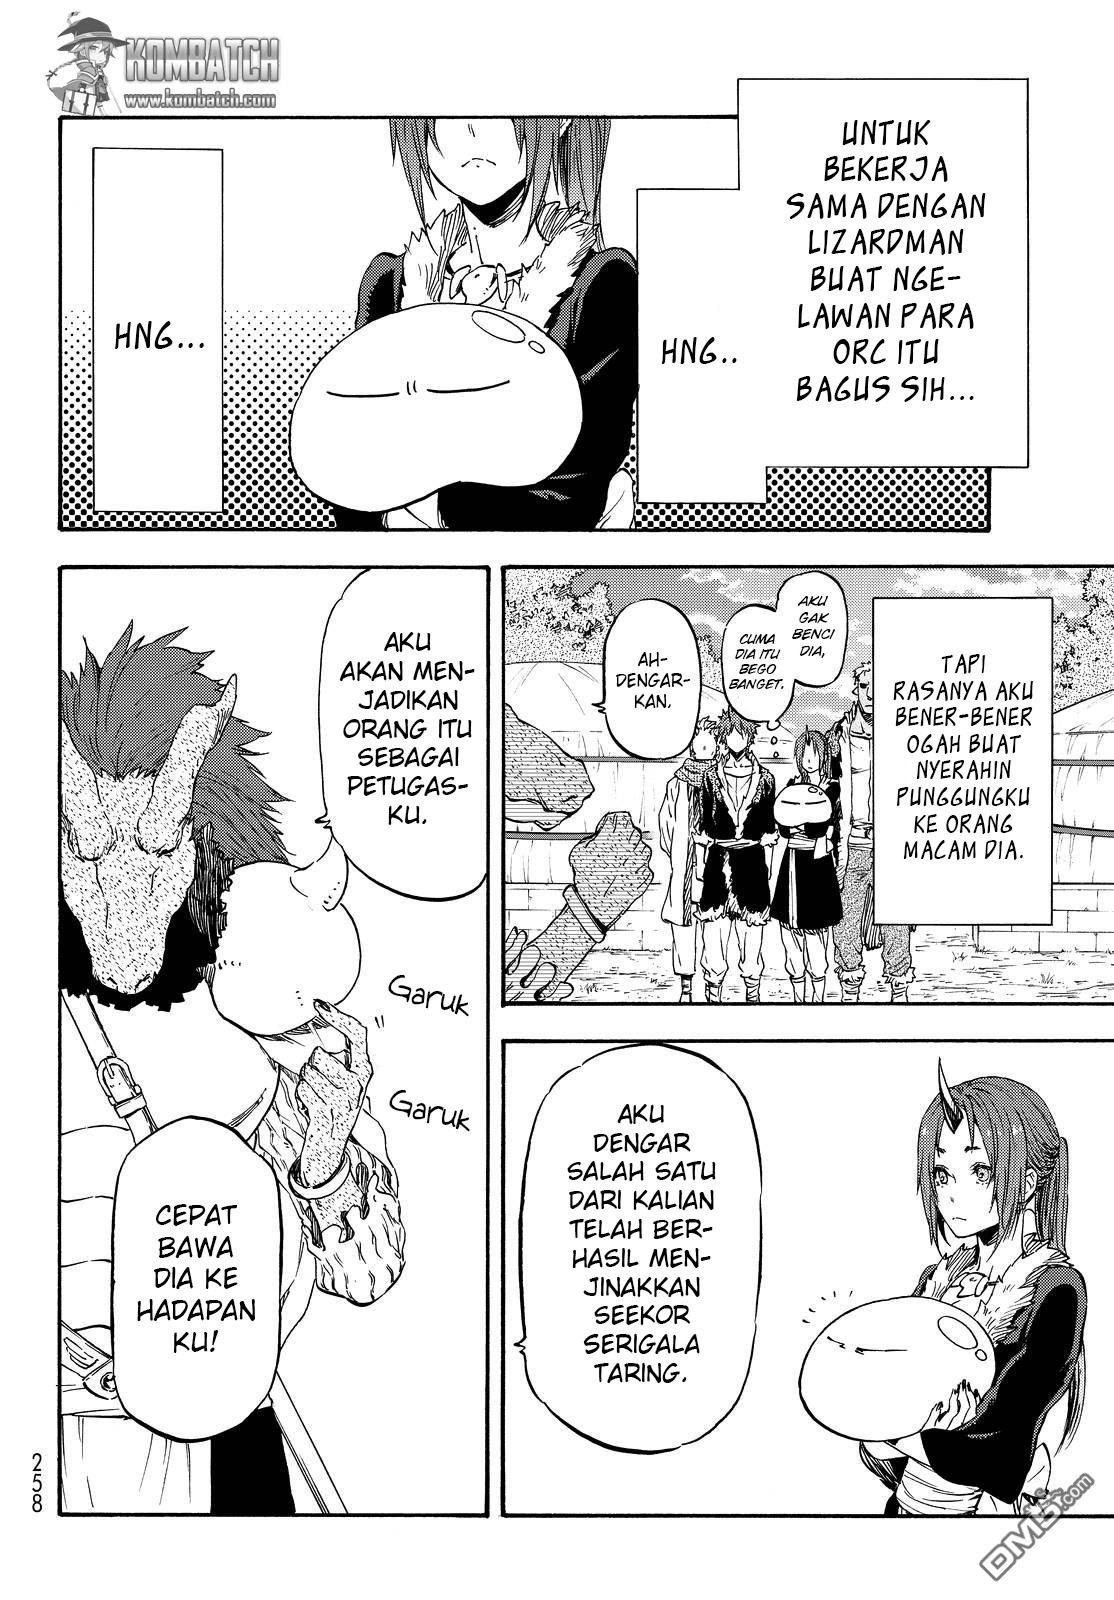 KOMBATCH
www.kombatch.com
UNTUK
BEKERJA
SAMA DENGAN
LIZARDMAN
BUAT NGE-
LAWAN PARA
ORC ITU
BAGUS SIH...
HNG..
HNG...
TAPI
RASANYA AKU
BENER-BENER
OGAH BUAT
NYERAHIN
PUNGGUNGKU
KE ORANG
MACAM DIA.
AKU
GAK
BENCI
DIA,
CUMA
DIA ITU
BEGO
BANGET.
AH-
DENGAR-
KAN.
AKU
DENGAR
SALAH SATU
DARI KALIAN
TELAH BER-
HASIL MEN-
JINAKKAN
SEEKOR
SERIGALA
TARING.
AKU
AKAN MEN-
JADIKAN
ORANG ITU
SEBAGAI
PETUGAS-
KU.
Garuk
Garuk
CEPAT
BAWA
DIA KE
HADAPAN
KU!
258